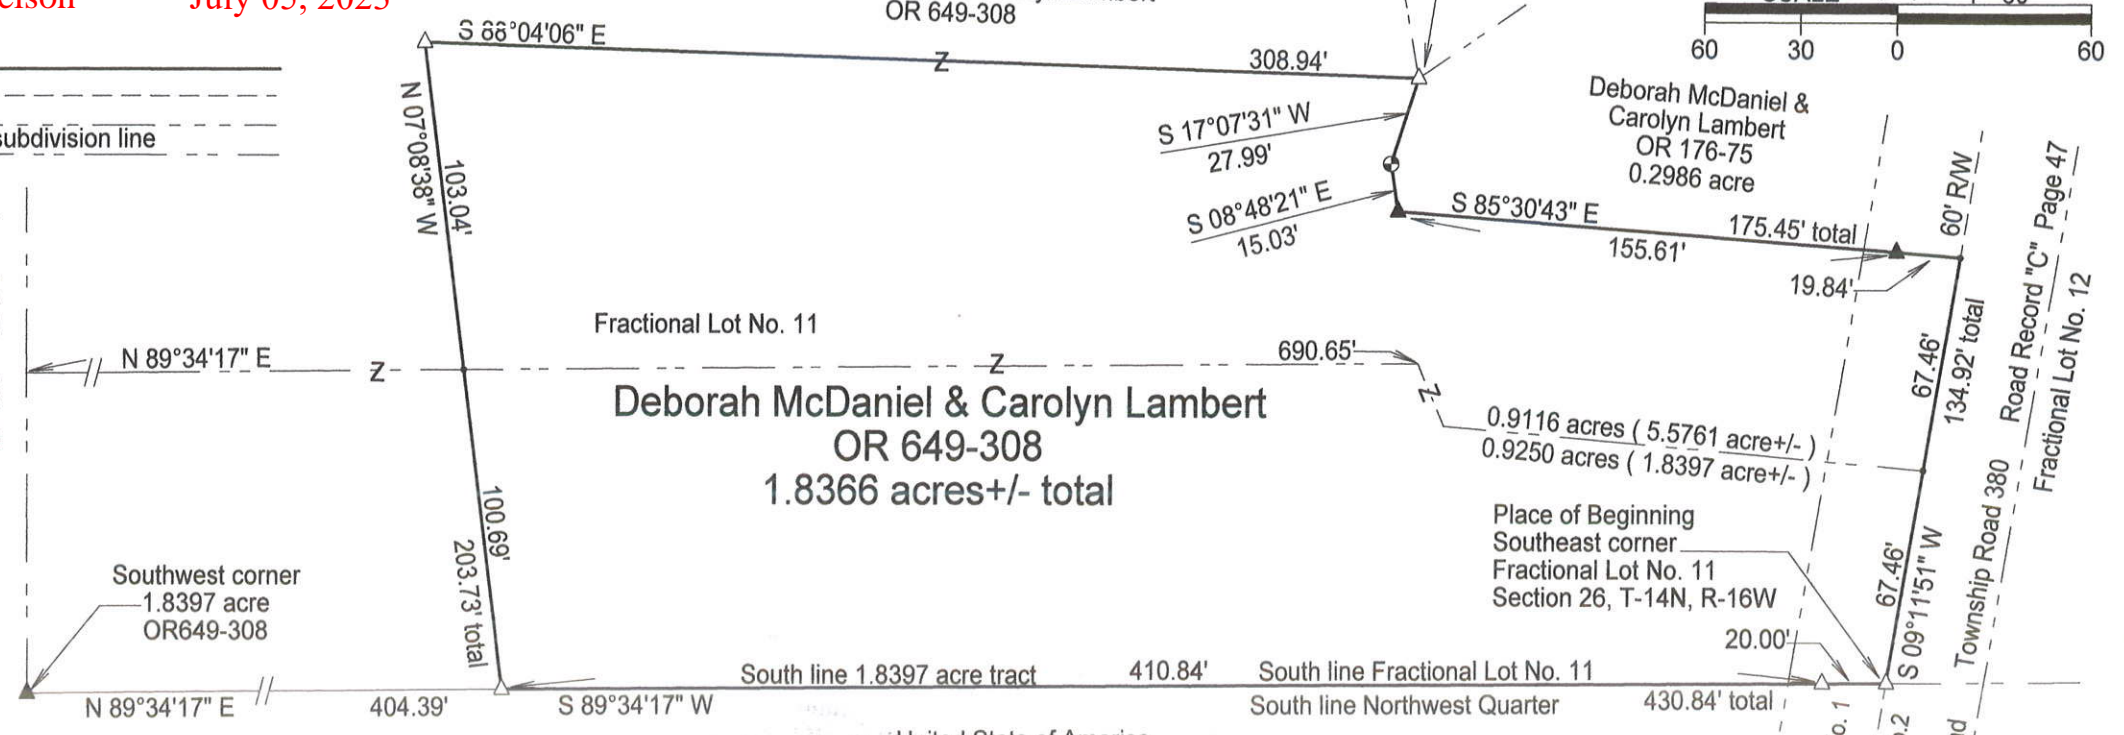 July 05, 2023
OR 649-308
60 30 0 60
S 88°04'06" E
Z
308.94'
Deborah McDaniel &
Carolyn Lambert
OR 176-75
0.2986 acre
subdivision line
N 07°08'38" W
103.04'
S 17°07'31" W
27.99'
S 08°48'21" E
15.03'
S 85°30'43" E
175.45' total
155.61'
19.84'
60' R/W
Road Record "C" Page 47
Fractional Lot No. 12
67.46'
134.92' total
Fractional Lot No. 11
N 89°34'17" E
Z
Z
690.65'
Z
Deborah McDaniel & Carolyn Lambert
OR 649-308
1.8366 acres+/- total
0.9116 acres ( 5.5761 acre+/- )
0.9250 acres ( 1.8397 acre+/- )
Place of Beginning
Southeast corner
Fractional Lot No. 11
Section 26, T-14N, R-16W
20.00'
67.46'
S 09°11'51" W
Township Road 380
100.69'
203.73' total
Southwest corner
1.8397 acre
OR649-308
N 89°34'17" E
404.39'
South line 1.8397 acre tract
410.84'
South line Fractional Lot No. 11
S 89°34'17" W
South line Northwest Quarter
430.84' total